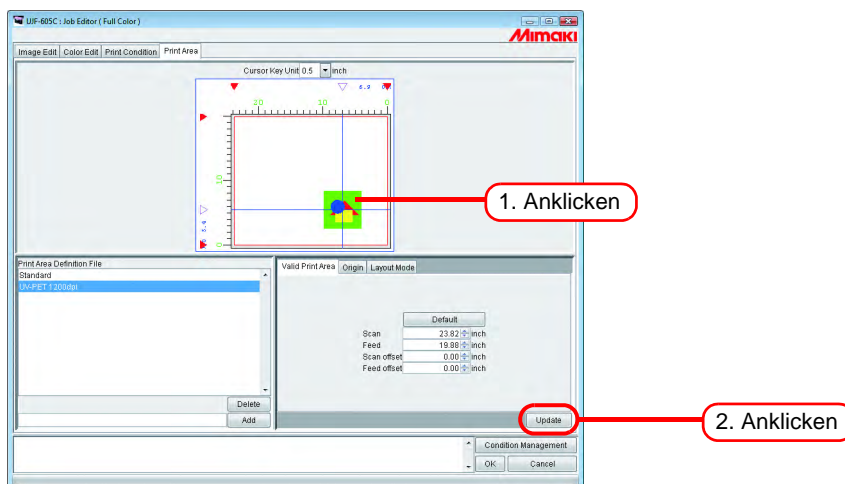 UJF-605C : Job Editor ( Full Color )
Mimaki
Image Edit Color Edit Print Condition Print Area
Cursor Key Unit 0.5 inch
20 10 0
10
0
1. Anklicken
Print Area Definition File
Standard
UV-PET 1200dpi
Delete
Add
Valid Print Area Origin Layout Mode
Default
Scan 23.82 inch
Feed 19.88 inch
Scan offset 0.00 inch
Feed offset 0.00 inch
Update
2. Anklicken
Condition Management
OK Cancel